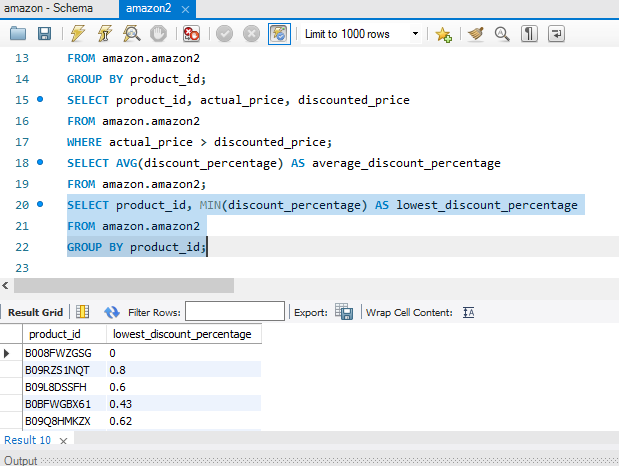 amazon - Schema amazon2 ×
Limit to 1000 rows
13 FROM amazon.amazon2
14 GROUP BY product_id;
15 SELECT product_id, actual_price, discounted_price
16 FROM amazon.amazon2
17 WHERE actual_price > discounted_price;
18 SELECT AVG(discount_percentage) AS average_discount_percentage
19 FROM amazon.amazon2;
20 SELECT product_id, MIN(discount_percentage) AS lowest_discount_percentage
21 FROM amazon.amazon2
22 GROUP BY product_id;
23
Result Grid Filter Rows: Export: Wrap Cell Content: IA
product_id lowest_discount_percentage
B008FWZGSG 0
B09RZS1NQT 0.8
B09L8DSSFH 0.6
B0BFWGBX61 0.43
B09Q8HMKZX 0.62
Result 10 ×
Output